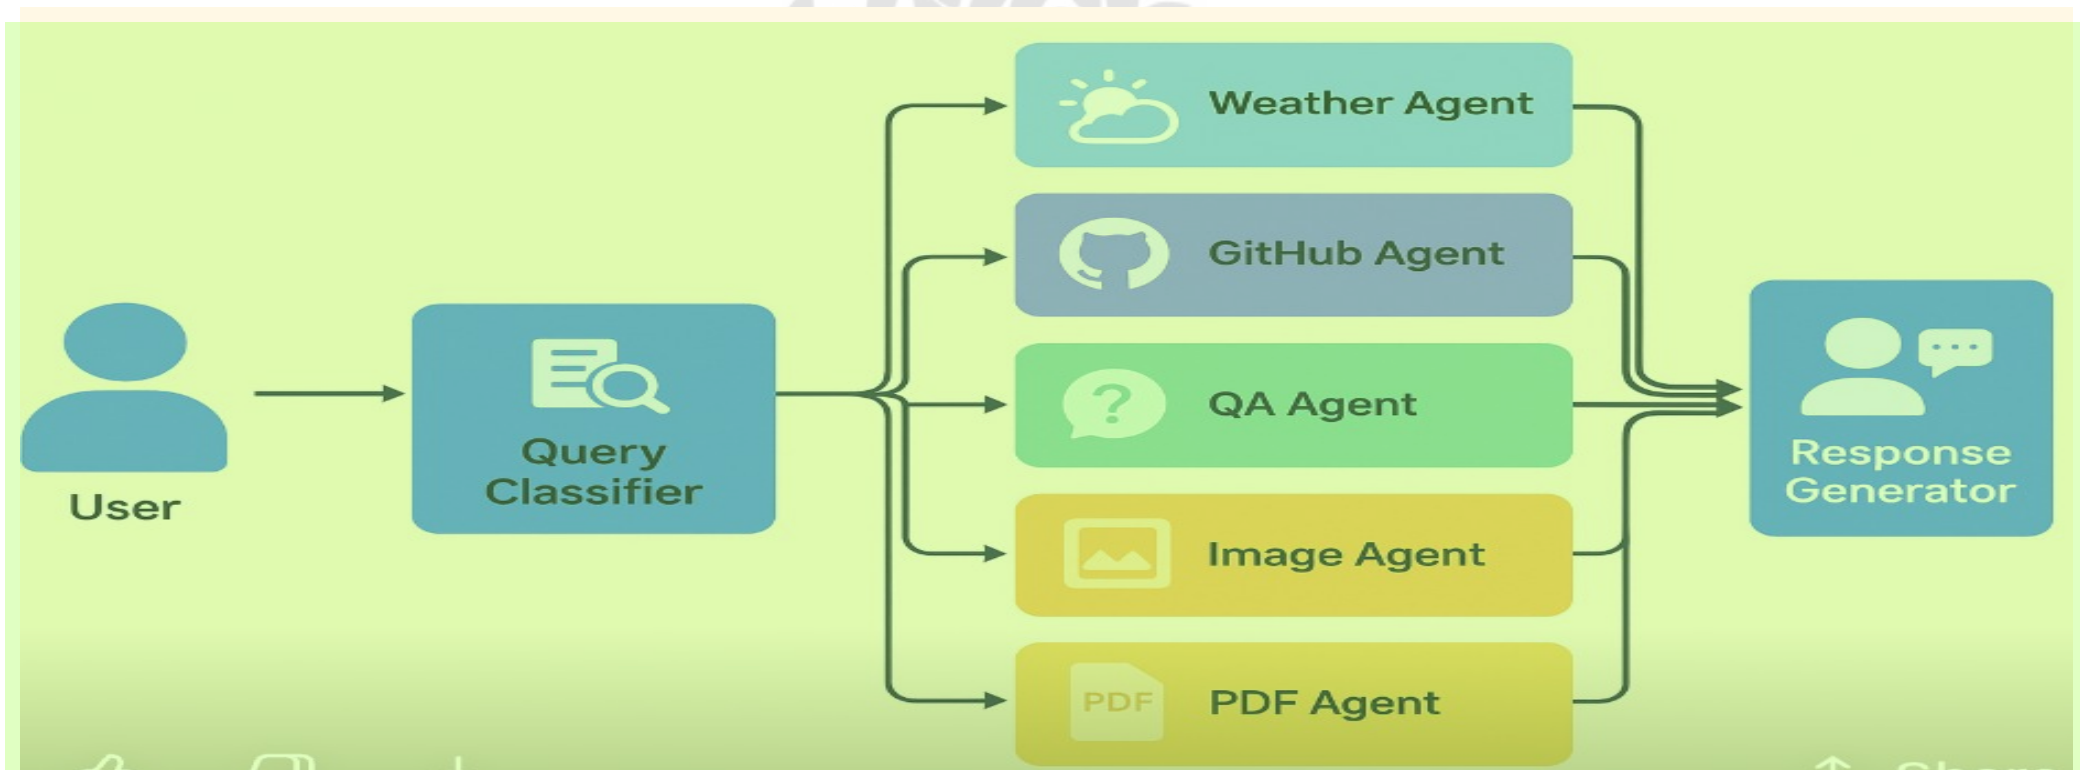 Weather Agent
GitHub Agent
?
QA Agent
Query
Classifier
User
Response
Generator
Image Agent
PDF
PDF Agent